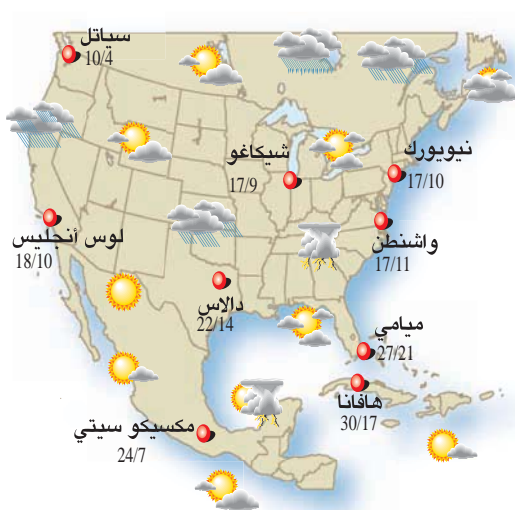 سياتل
10/4
شيكاغو
17/9
نيويورك
17/10
واشنطن
17/11
لوس أنجليس
18/10
دالاس
22/14
ميامي
27/21
هافانا
30/17
مكسيكو سيتي
24/7